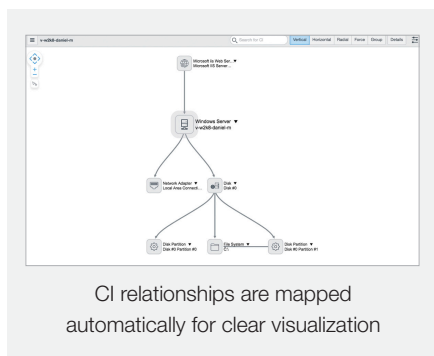 v-w2k8-daniel-m
Search for CI
Vertical Horizontal Radial Force Group Details
Microsoft Iis Web Ser... ▼
Microsoft IIS Server...
Windows Server ▼
v-w2k8-daniel-m
Network Adapter ▼
Local Area Connecti...
Disk ▼
Disk #0
Disk Partition ▼
Disk #0 Partition #0
File System ▼
C:\
Disk Partition ▼
Disk #0 Partition #1
CI relationships are mapped
automatically for clear visualization